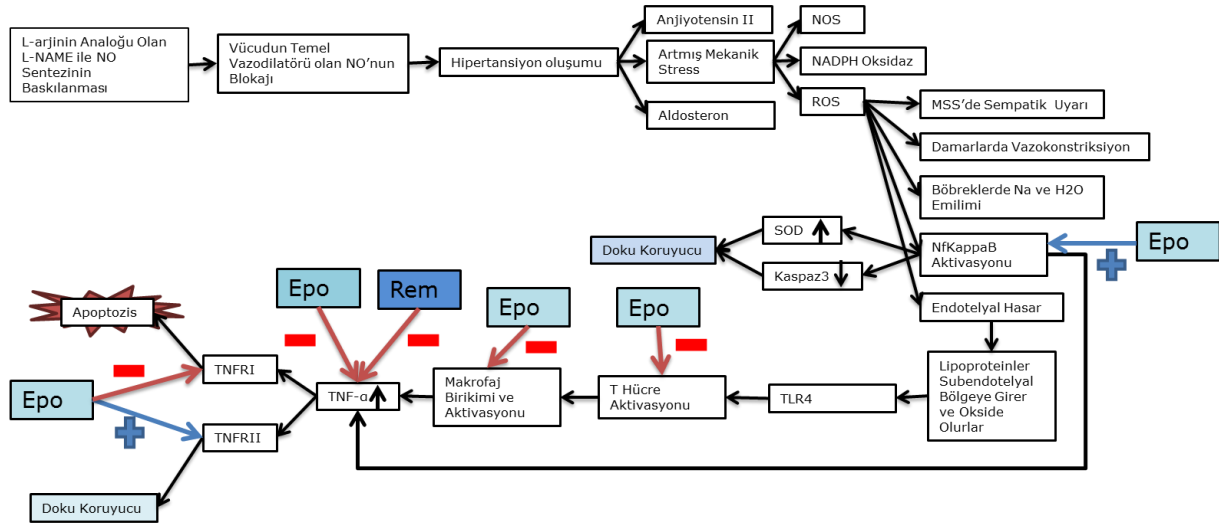 L-arjinin Analoğu Olan
L-NAME ile NO
Sentezinin
Baskılanması
Vücudun Temel
Vazodilatörü olan NO'nun
Blokajı
Hipertansiyon oluşumu
Anjiyotensin II
Artmış Mekanik
Stress
Aldosteron
NOS
NADPH Oksidaz
ROS
MSS'de Sempatik Uyarı
Damarlarda Vazokonstriksiyon
Böbreklerde Na ve H2O
Emilimi
NfKappaB
Aktivasyonu
Epo
SOD
Kaspaz3
Doku Koruyucu
Endotelyal Hasar
Lipoproteinler
Subendotelyal
Bölgeye Girer
ve Okside
Olurlar
TLR4
Epo
T Hücre
Aktivasyonu
Epo
Makrofaj
Birikimi ve
Aktivasyonu
Epo
Rem
TNF-α
TNFRI
Apoptozis
Epo
TNFRII
Doku Koruyucu